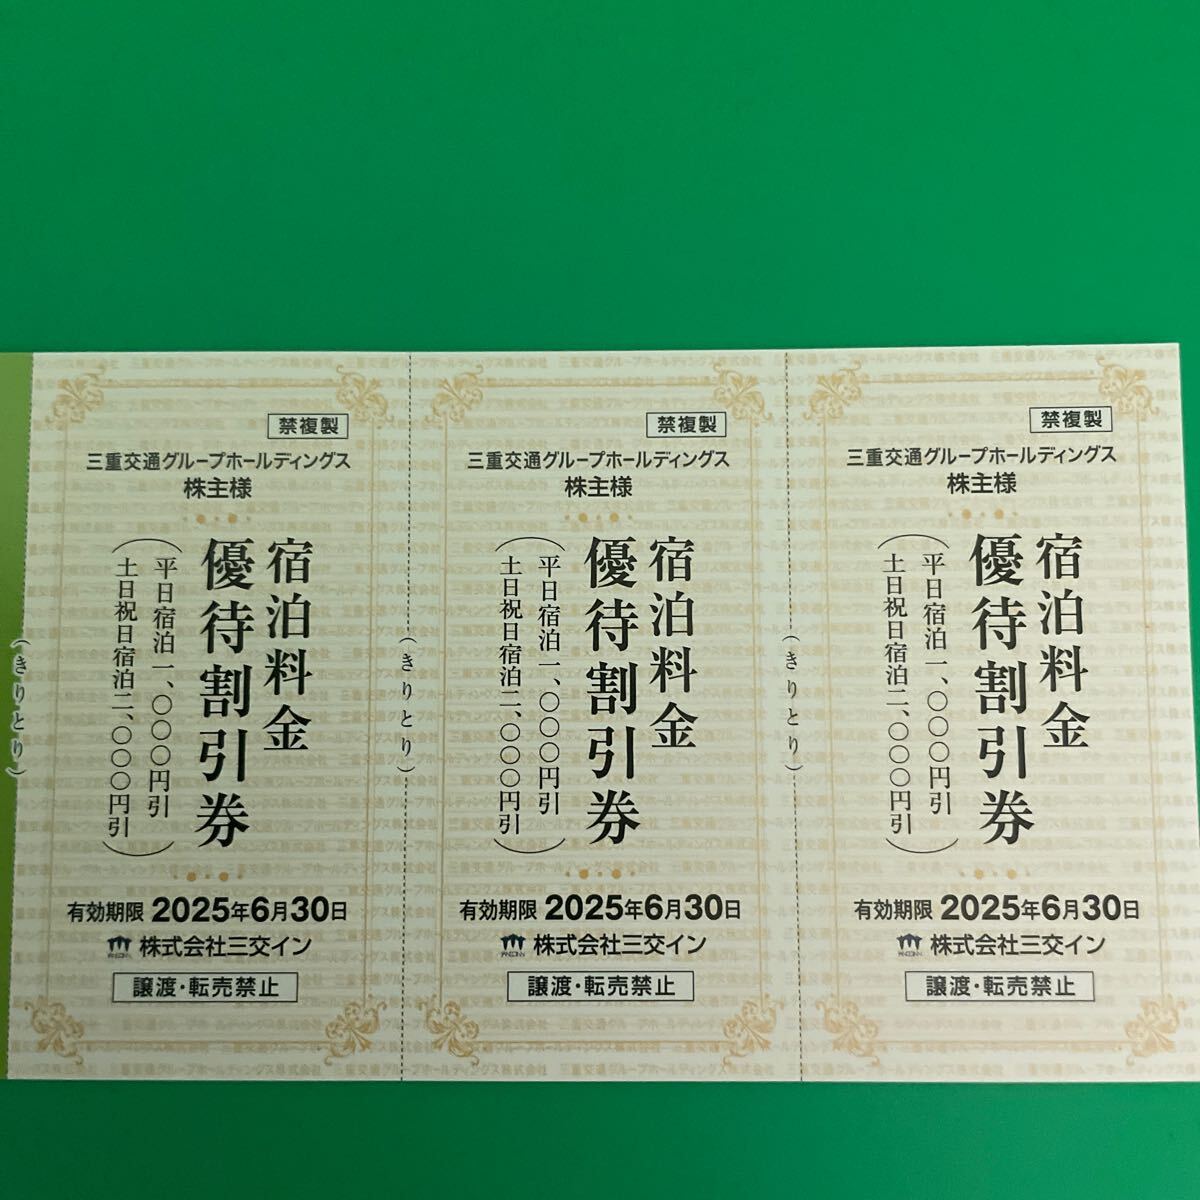 禁複製
三重交通グループホールディングス
株主様
宿泊料金
優待割引券
(平日宿泊一、〇〇〇円引
土日祝日宿泊二、〇〇〇円引)
有効期限 2025年6月30日
株式会社三交イン
譲渡・転売禁止
(きりとり)
禁複製
三重交通グループホールディングス
株主様
宿泊料金
優待割引券
(平日宿泊一、〇〇〇円引
土日祝日宿泊二、〇〇〇円引)
有効期限 2025年6月30日
株式会社三交イン
譲渡・転売禁止
(きりとり)
禁複製
三重交通グループホールディングス
株主様
宿泊料金
優待割引券
(平日宿泊一、〇〇〇円引
土日祝日宿泊二、〇〇〇円引)
有効期限 2025年6月30日
株式会社三交イン
譲渡・転売禁止
(きりとり)